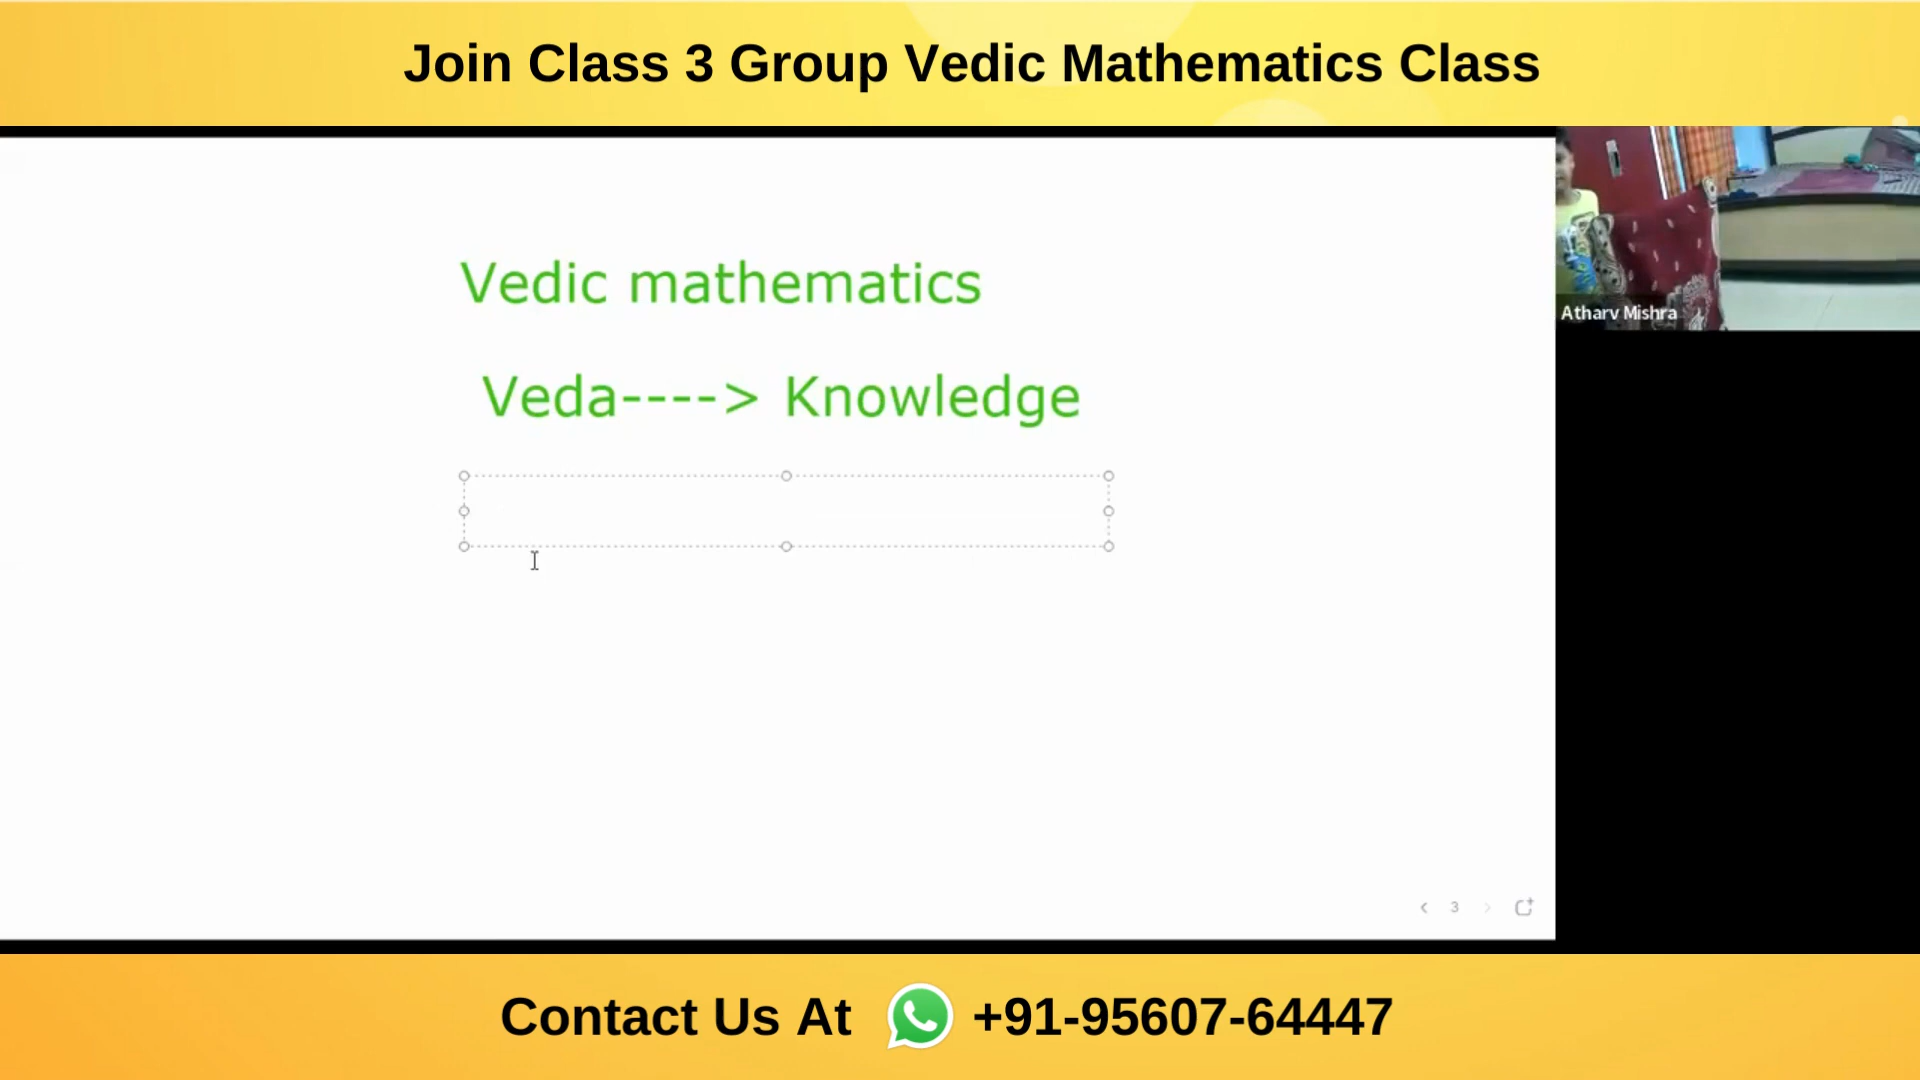 Join Class 3 Group Vedic Mathematics Class
Vedic mathematics
Veda----> Knowledge
Atharv Mishra
3
Contact Us At +91-95607-64447